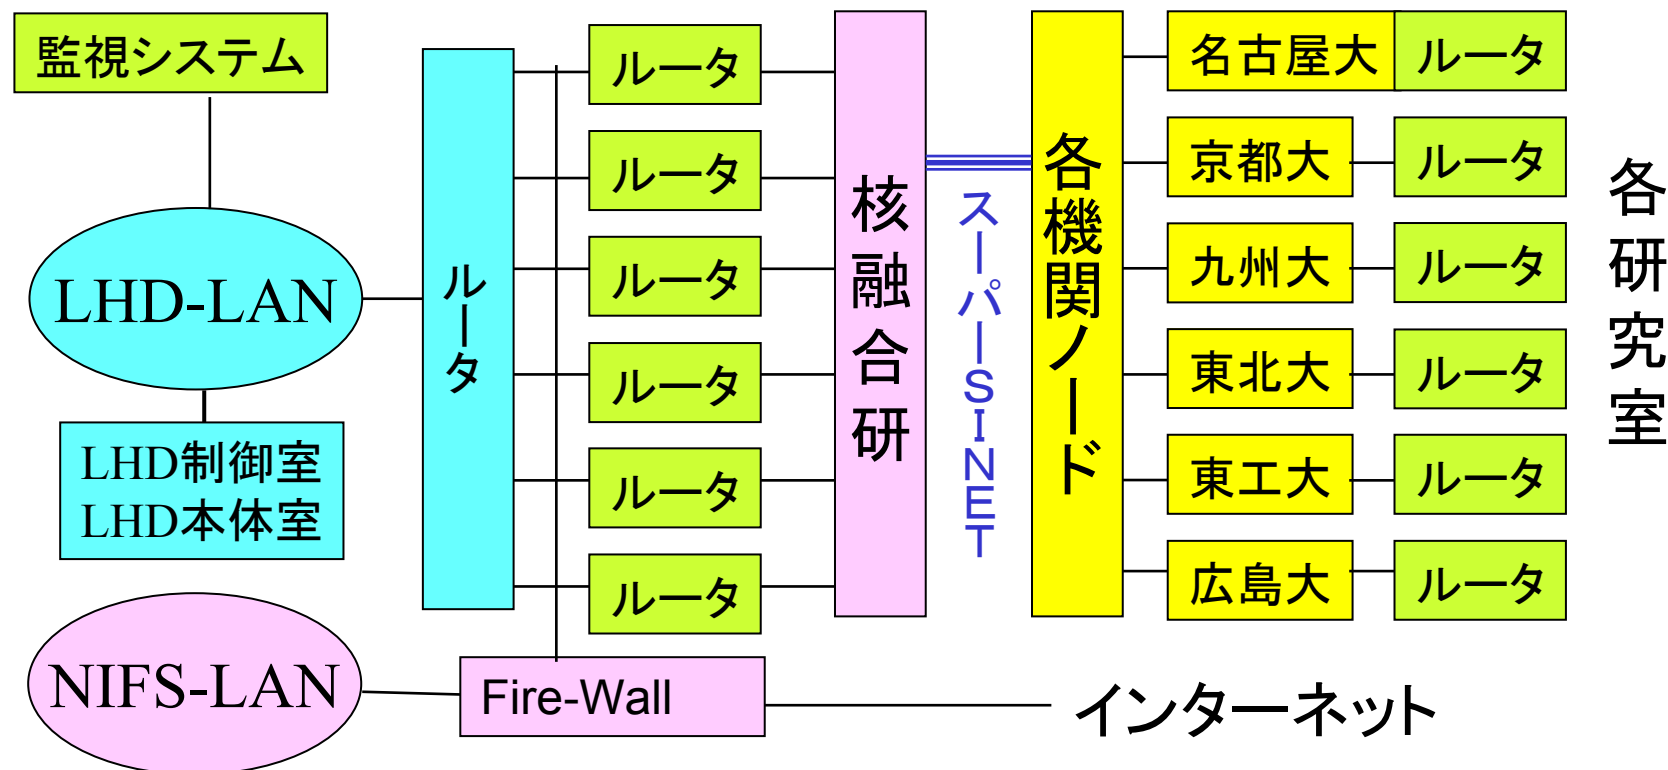 監視システム
LHD-LAN
LHD制御室
LHD本体室
NIFS-LAN
ルータ
ルータ
ルータ
ルータ
ルータ
ルータ
ルータ
Fire-Wall
核融合研
スーパーSINET
各機関ノード
名古屋大 ルータ
京都大 ルータ
九州大 ルータ
東北大 ルータ
東工大 ルータ
広島大 ルータ
各研究室
インターネット